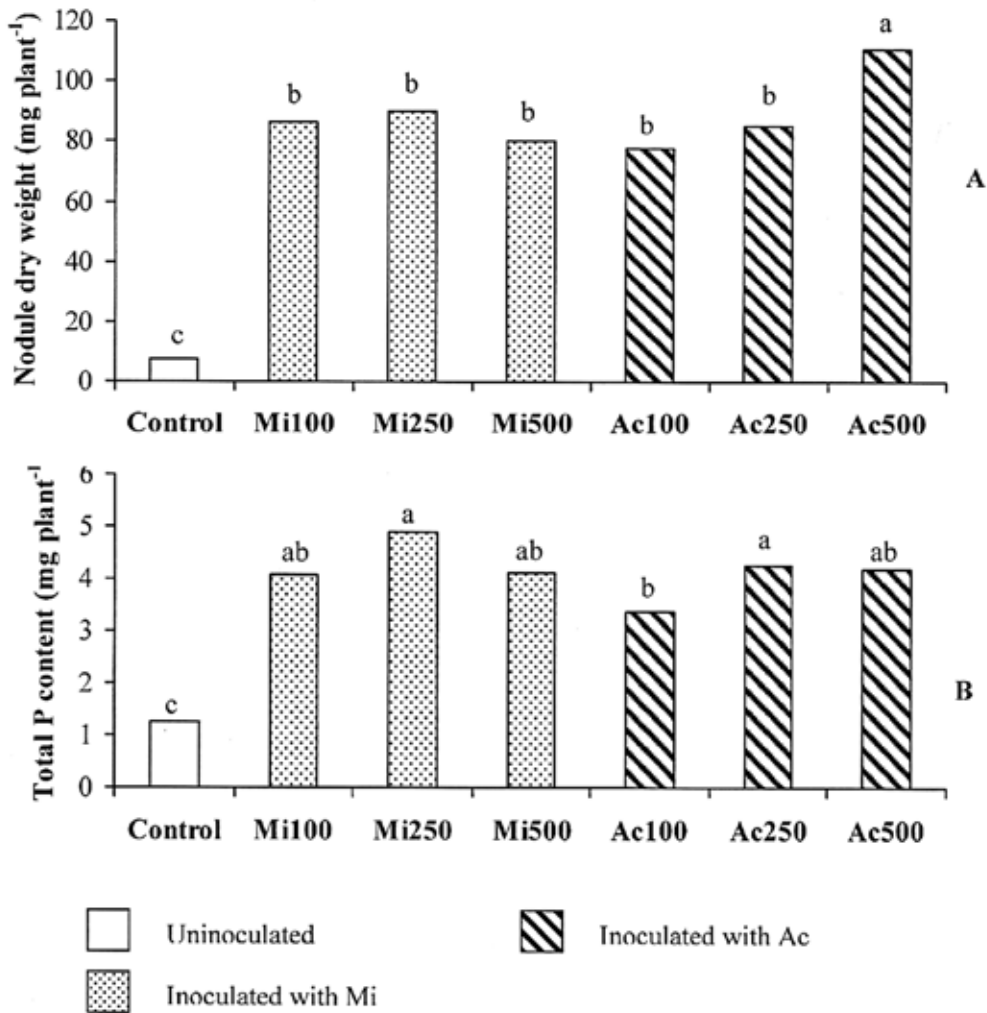 120
a
100
b
b
b
b
b
80
60
40
20
c
0
Nodule dry weight (mg plant⁻¹)
A
Control Mi100 Mi250 Mi500 Ac100 Ac250 Ac500
6
5
a
ab
ab
a
ab
4
b
3
2
c
1
0
Total P content (mg plant⁻¹)
B
Control Mi100 Mi250 Mi500 Ac100 Ac250 Ac500
Uninoculated
Inoculated with Ac
Inoculated with Mi